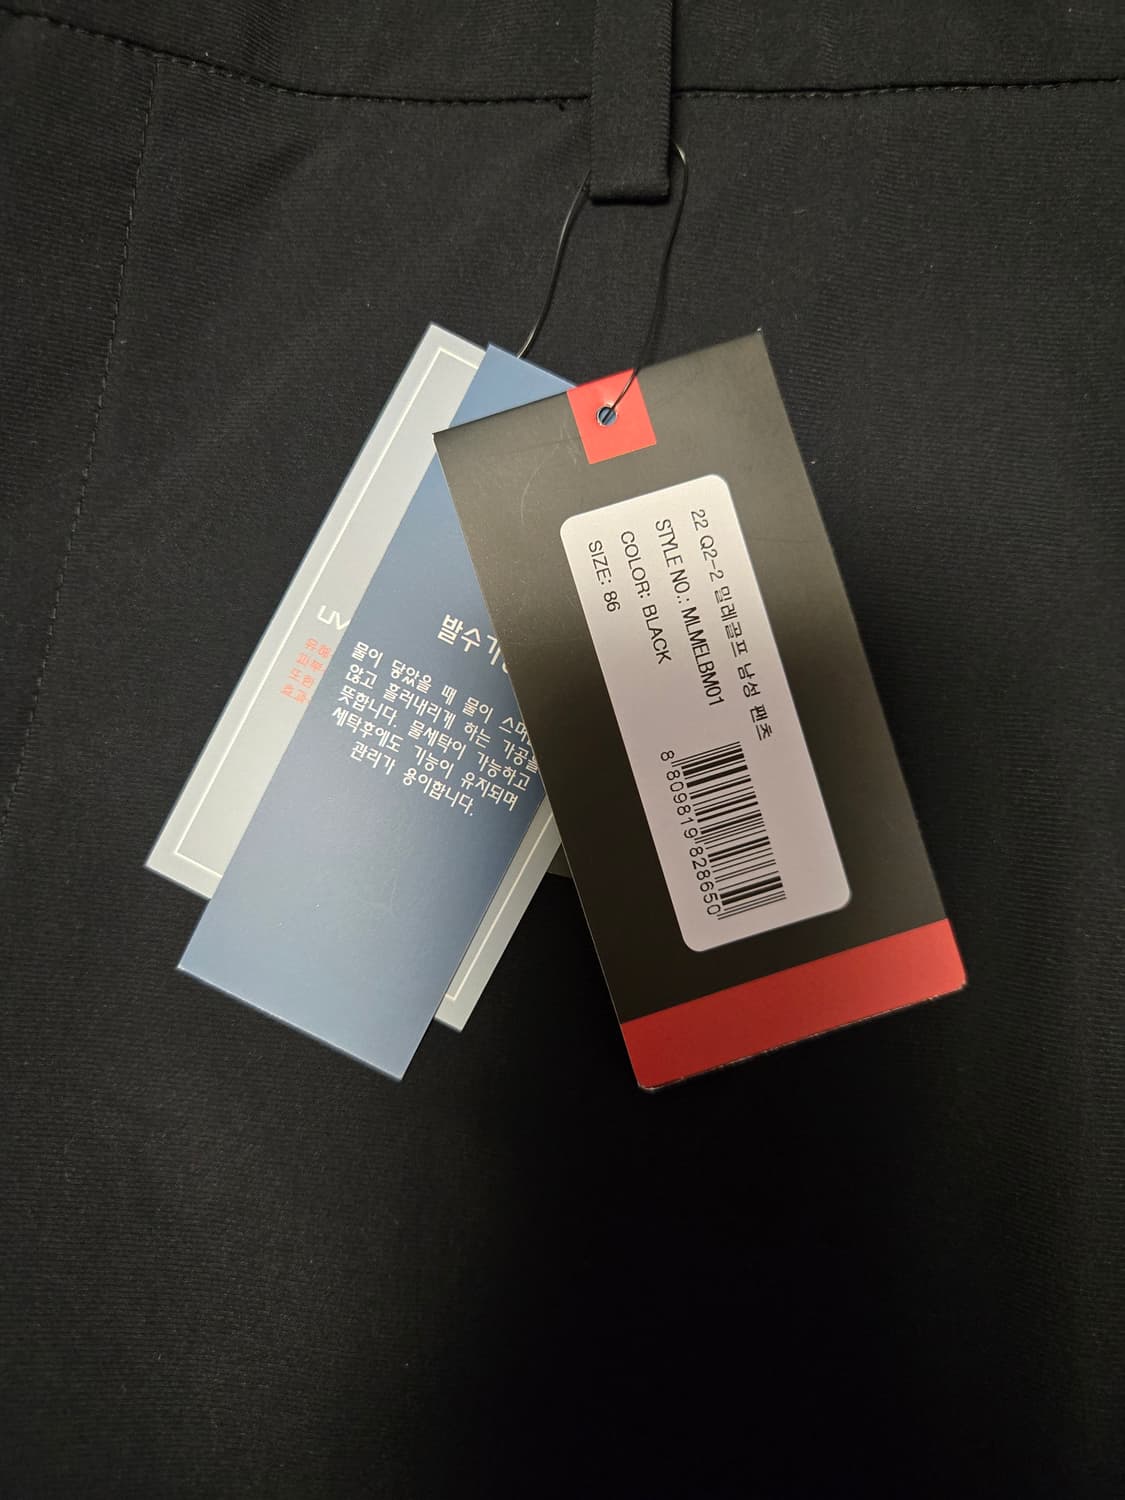 22 Q2-2 밀레골프 남성 팬츠
STYLE NO.: MLMELBM01
COLOR: BLACK
SIZE: 86
8 809819 828650
발수기
물이 닿았을 때 물이 스며
않고 흘러내리게 하는 가공을
뜻합니다. 물세탁이 가능하고
세탁후에도 기능이 유지되며
관리가 용이합니다.
UV